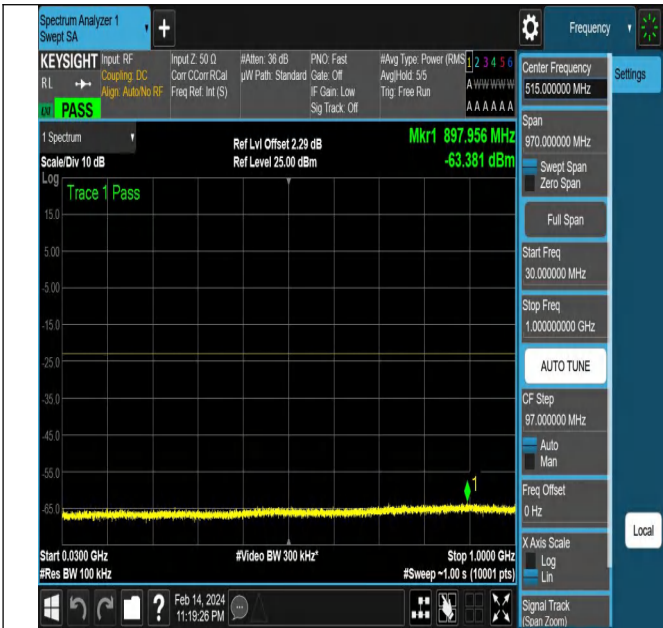 Spectrum Analyzer 1
Swept SA
+
Frequency
KEYSIGHT
RL
PASS
Input: RF
Coupling: DC
Align: Auto/No RF
Input Z: 50 Ω
Corr CCorr RCal
Freq Ref: Int (S)
#Atten: 36 dB
µW Path: Standard
PNO: Fast
Gate: Off
IF Gain: Low
Sig Track: Off
#Avg Type: Power (RMS
Avg|Hold: 5/5
Trig: Free Run
1 2 3 4 5 6
A W W W W W
A A A A A A
1 Spectrum
Scale/Div 10 dB
Ref Lvl Offset 2.29 dB
Ref Level 25.00 dBm
Mkr1 897.956 MHz
-63.381 dBm
Log
Trace 1 Pass
15.0
5.00
-5.00
-15.0
-25.0
-35.0
-45.0
-55.0
-65.0
1
Start 0.0300 GHz
#Res BW 100 kHz
#Video BW 300 kHz*
Stop 1.0000 GHz
#Sweep ~1.00 s (10001 pts)
Feb 14, 2024
11:19:26 PM
?
Settings
Center Frequency
515.000000 MHz
Span
970.000000 MHz
Swept Span
Zero Span
Full Span
Start Freq
30.000000 MHz
Stop Freq
1.000000000 GHz
AUTO TUNE
CF Step
97.000000 MHz
Auto
Man
Freq Offset
0 Hz
X Axis Scale
Log
Lin
Signal Track
(Span Zoom)
Local